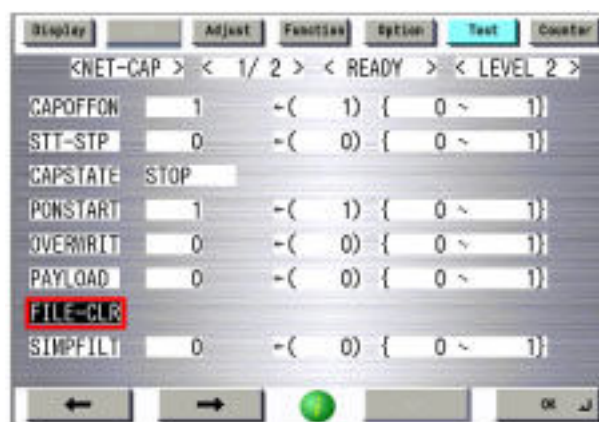 Display Adjust Function Option Test Counter
<NET-CAP > < 1/ 2 > < READY > < LEVEL 2 >
CAPOFFON 1 ←( 1) { 0 ~ 1}
STT-STP 0 ←( 0) { 0 ~ 1}
CAPSTATE STOP
PONSTART 1 ←( 1) { 0 ~ 1}
OVERWRIT 0 ←( 0) { 0 ~ 1}
PAYLOAD 0 ←( 0) { 0 ~ 1}
FILE-CLR
SIMPFILT 0 ←( 0) { 0 ~ 1}
← → OK ↵